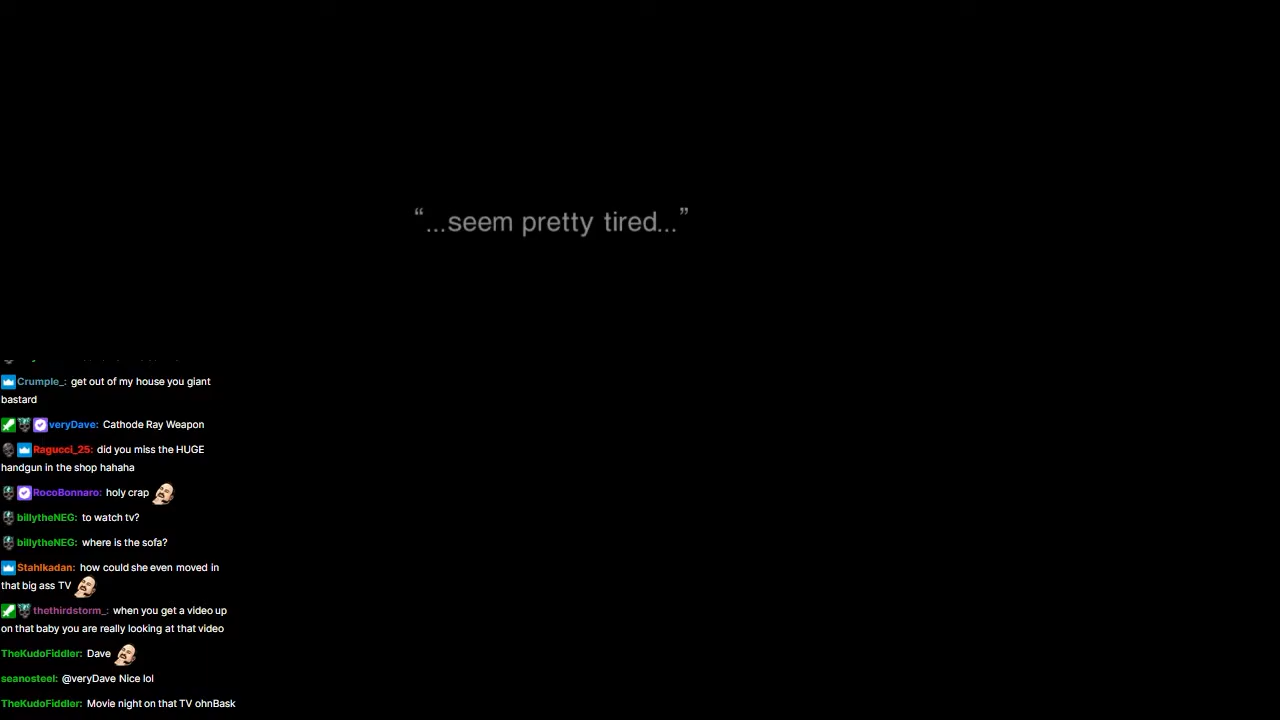 “...seem pretty tired...”
Crumple_: get out of my house you giant
bastard
veryDave: Cathode Ray Weapon
Ragucci_25: did you miss the HUGE
handgun in the shop hahaha
RocoBonnaro: holy crap
billytheNEG: to watch tv?
billytheNEG: where is the sofa?
Stahlkadan: how could she even moved in
that big ass TV
thethirdstorm_: when you get a video up
on that baby you are really looking at that video
TheKudoFiddler: Dave
seanosteel: @veryDave Nice lol
TheKudoFiddler: Movie night on that TV ohnBask